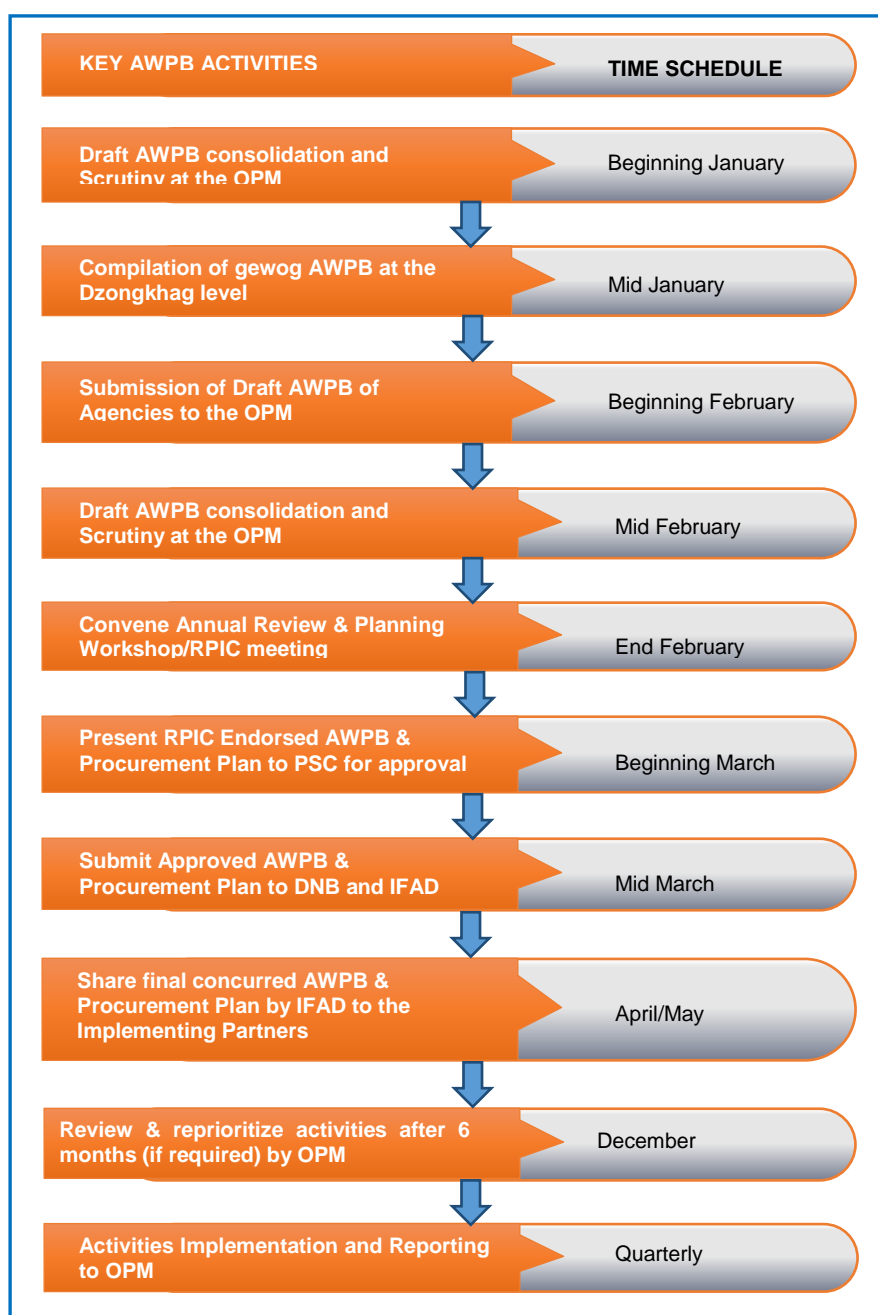 KEY AWPB ACTIVITIES
TIME SCHEDULE
Draft AWPB consolidation and
Scrutiny at the OPM
Beginning January
Compilation of gewog AWPB at the
Dzongkhag level
Mid January
Submission of Draft AWPB of
Agencies to the OPM
Beginning February
Draft AWPB consolidation and
Scrutiny at the OPM
Mid February
Convene Annual Review & Planning
Workshop/RPIC meeting
End February
Present RPIC Endorsed AWPB &
Procurement Plan to PSC for approval
Beginning March
Submit Approved AWPB &
Procurement Plan to DNB and IFAD
Mid March
Share final concurred AWPB &
Procurement Plan by IFAD to the
Implementing Partners
April/May
Review & reprioritize activities after 6
months (if required) by OPM
December
Activities Implementation and Reporting
to OPM
Quarterly